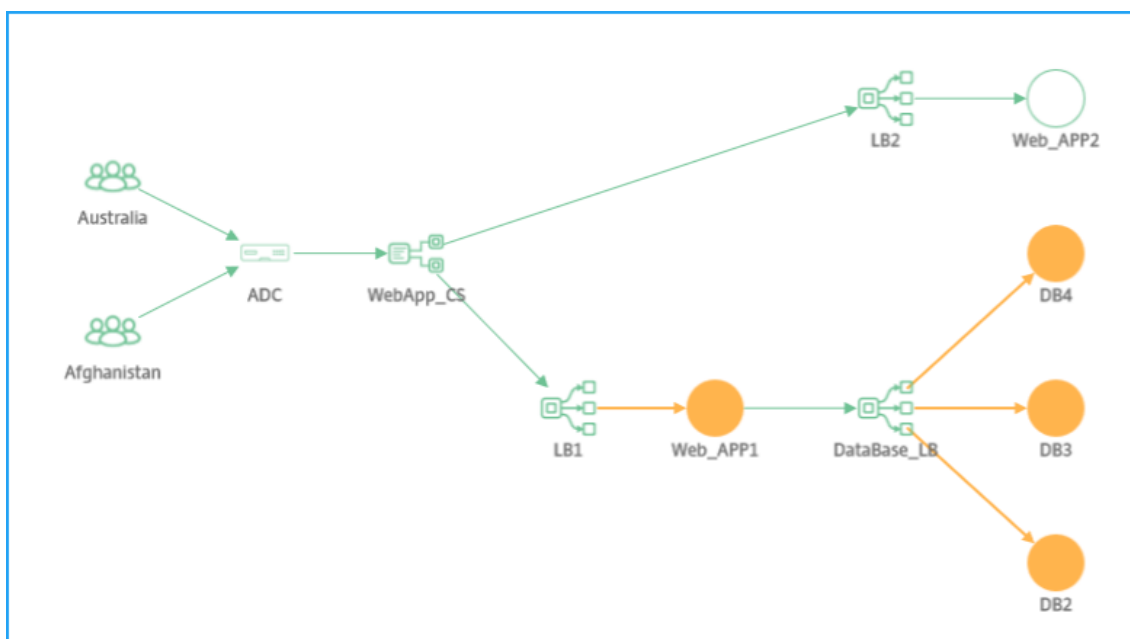 LB2
Web_APP2
Australia
ADC
WebApp_CS
DB4
Afghanistan
LB1
Web_APP1
DataBase_LB
DB3
DB2